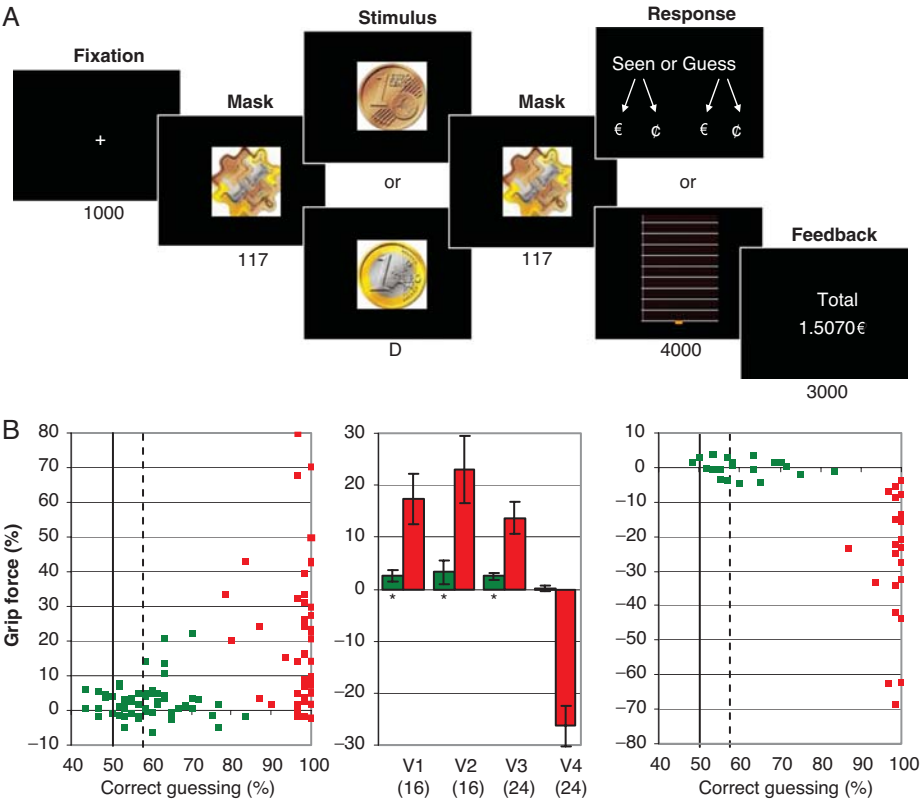 A
Fixation
+
1000
Mask
117
Stimulus
1
or
1
D
Mask
117
Response
Seen or Guess
€ ¢ € ¢
or
4000
Feedback
Total
1.5070€
3000
B
Grip force (%)
80
70
60
50
40
30
20
10
0
−10
40 50 60 70 80 90 100
Correct guessing (%)
30
20
10
0
−10
−20
−30
* * *
V1 V2 V3 V4
(16) (16) (24) (24)
10
0
−10
−20
−30
−40
−50
−60
−70
−80
40 50 60 70 80 90 100
Correct guessing (%)